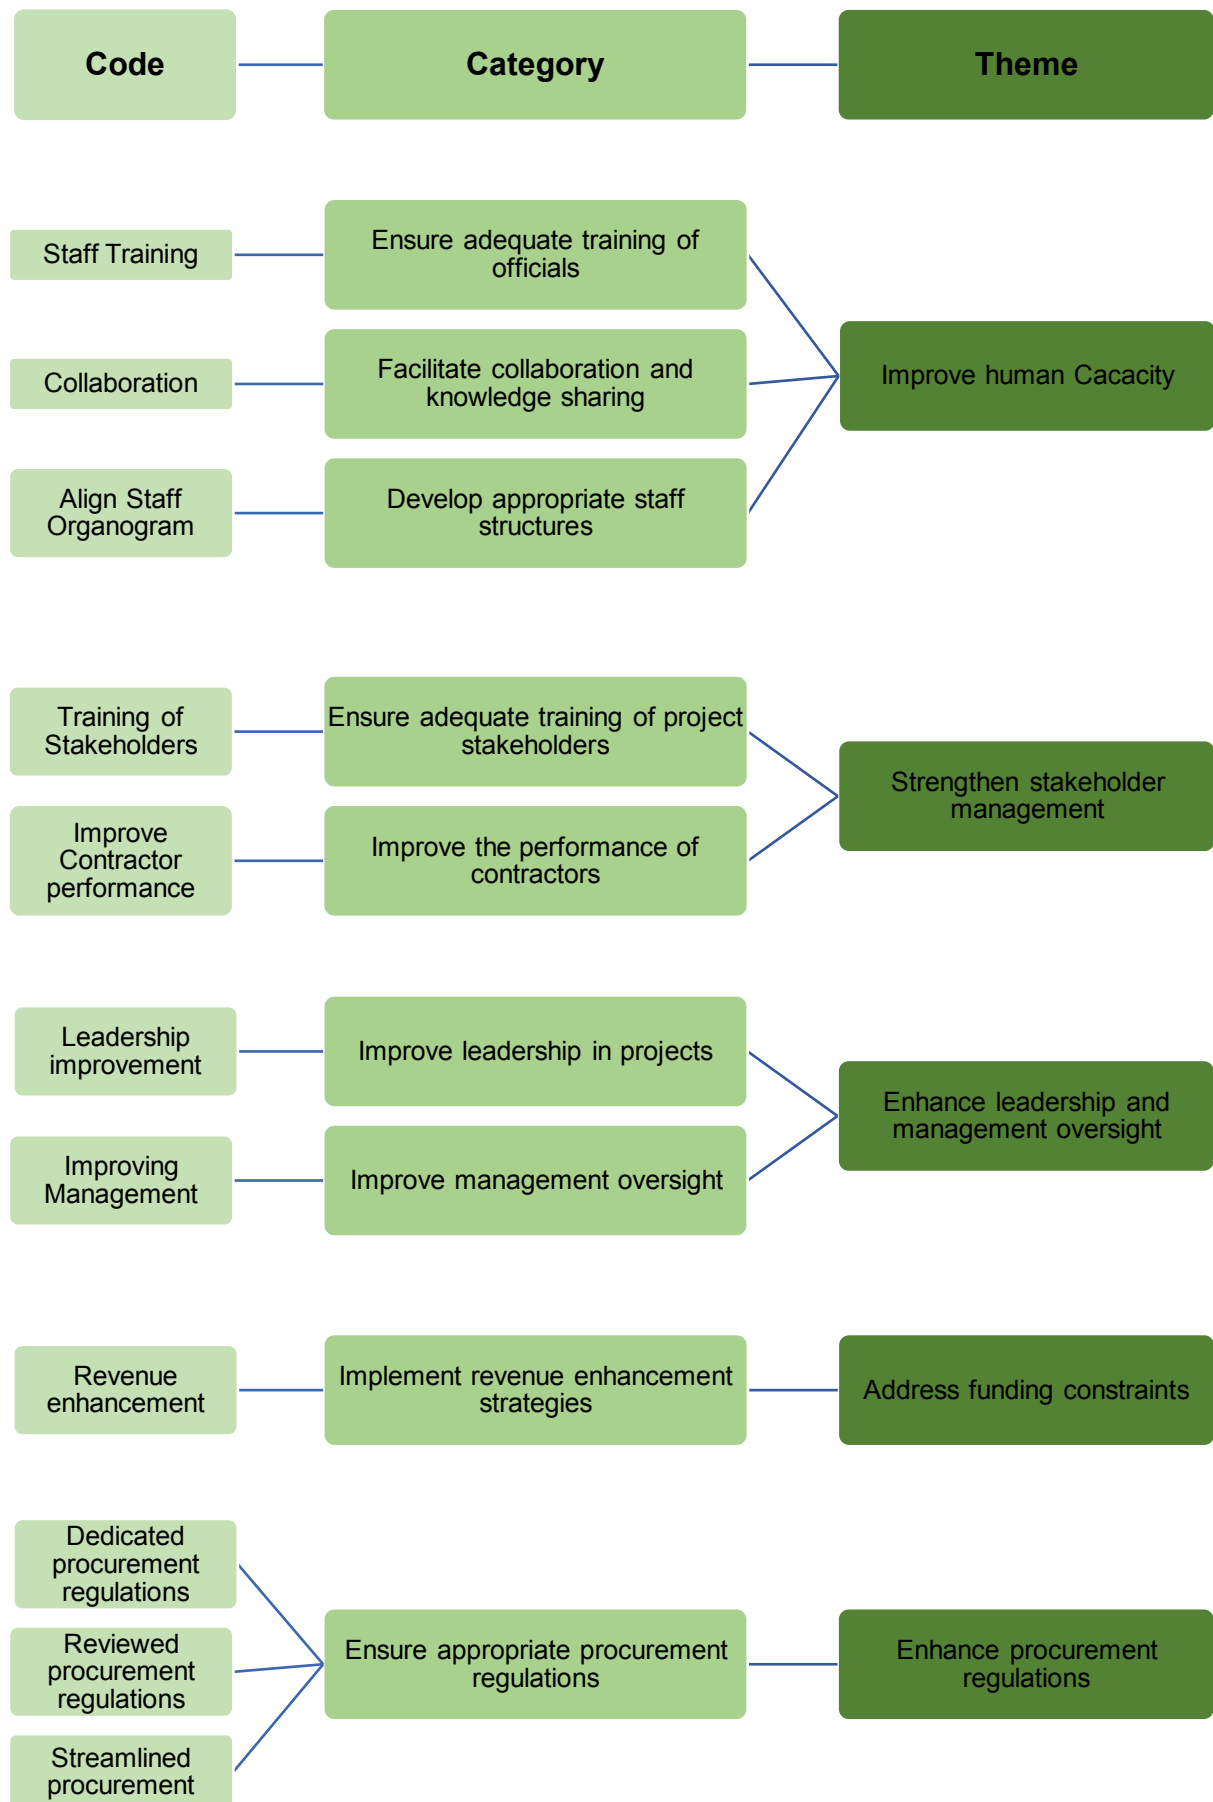 Code
Category
Theme
Staff Training
Ensure adequate training of
officials
Collaboration
Facilitate collaboration and
knowledge sharing
Align Staff
Organogram
Develop appropriate staff
structures
Improve human Cacacity
Training of
Stakeholders
Ensure adequate training of project
stakeholders
Improve
Contractor
performance
Improve the performance of
contractors
Strengthen stakeholder
management
Leadership
improvement
Improve leadership in projects
Improving
Management
Improve management oversight
Enhance leadership and
management oversight
Revenue
enhancement
Implement revenue enhancement
strategies
Address funding constraints
Dedicated
procurement
regulations
Reviewed
procurement
regulations
Streamlined
procurement
Ensure appropriate procurement
regulations
Enhance procurement
regulations